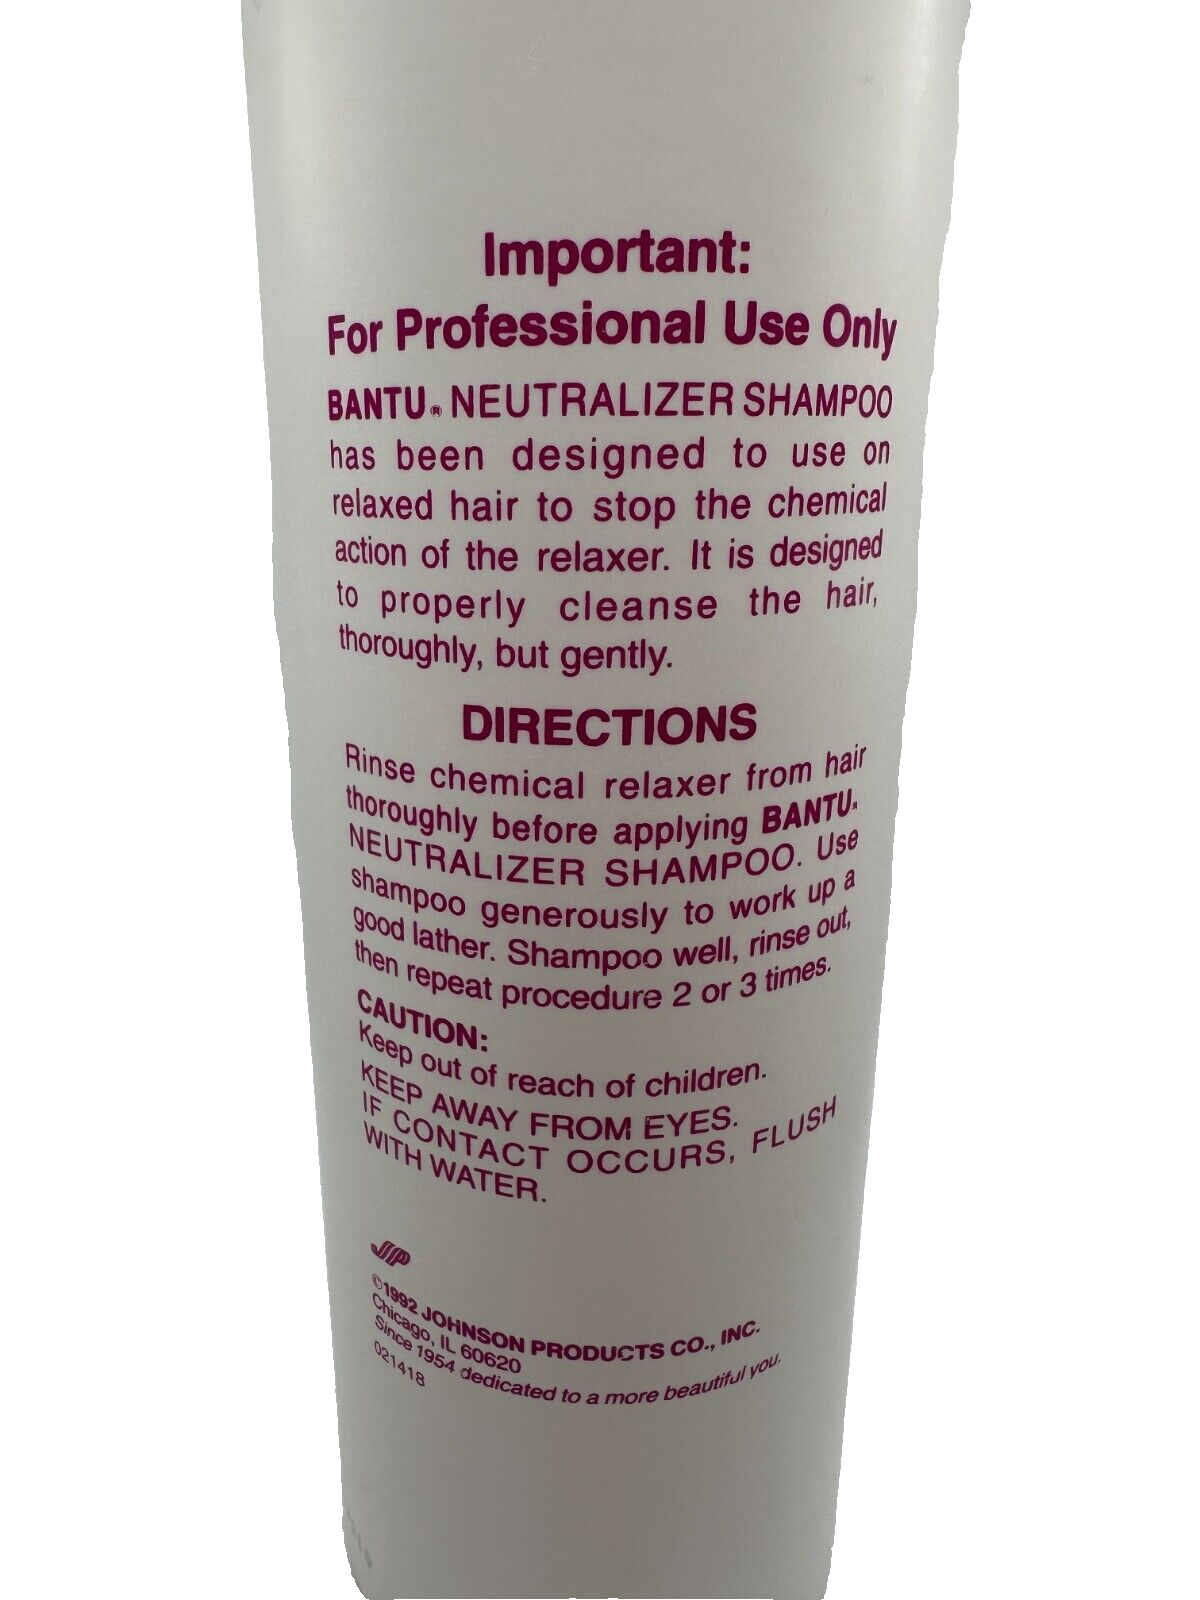 Important:
For Professional Use Only
BANTU® NEUTRALIZER SHAMPOO
has been designed to use on
relaxed hair to stop the chemical
action of the relaxer. It is designed
to properly cleanse the hair,
thoroughly, but gently.
DIRECTIONS
Rinse chemical relaxer from hair
thoroughly before applying BANTU®
NEUTRALIZER SHAMPOO. Use
shampoo generously to work up a
good lather. Shampoo well, rinse out,
then repeat procedure 2 or 3 times.
CAUTION:
Keep out of reach of children.
KEEP AWAY FROM EYES.
IF CONTACT OCCURS, FLUSH
WITH WATER.
JP
©1992 JOHNSON PRODUCTS CO., INC.
Chicago, IL 60620
Since 1954 dedicated to a more beautiful you.
021418